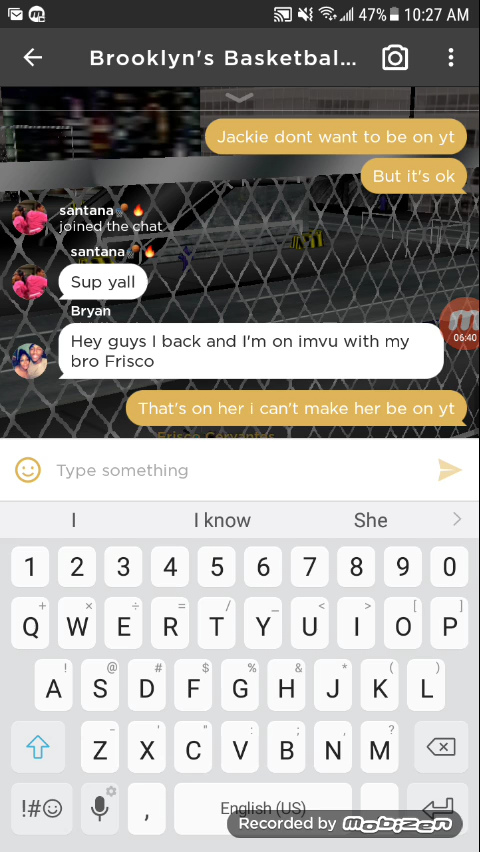 47% 10:27 AM
Brooklyn's Basketbal...
Jackie dont want to be on yt
But it's ok
santana🏀🔥
joined the chat
santana🏀🔥
Sup yall
Bryan
Hey guys I back and I'm on imvu with my
bro Frisco
06:40
That's on her i can't make her be on yt
Frisco Cervantes
Type something
I I know She
1 2 3 4 5 6 7 8 9 0
+ × ÷ = / _ < > [ ]
Q W E R T Y U I O P
! @ # $ % & * ( )
A S D F G H J K L
- ' " : ; , ?
Z X C V B N M
!#☺ , English (US)
Recorded by Mobizen